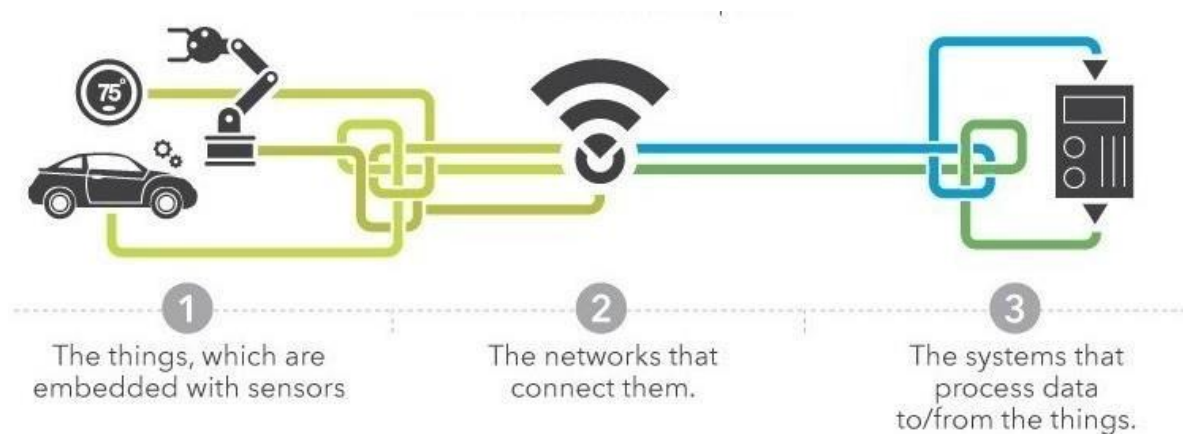 75°
1
The things, which are
embedded with sensors
2
The networks that
connect them.
3
The systems that
process data
to/from the things.